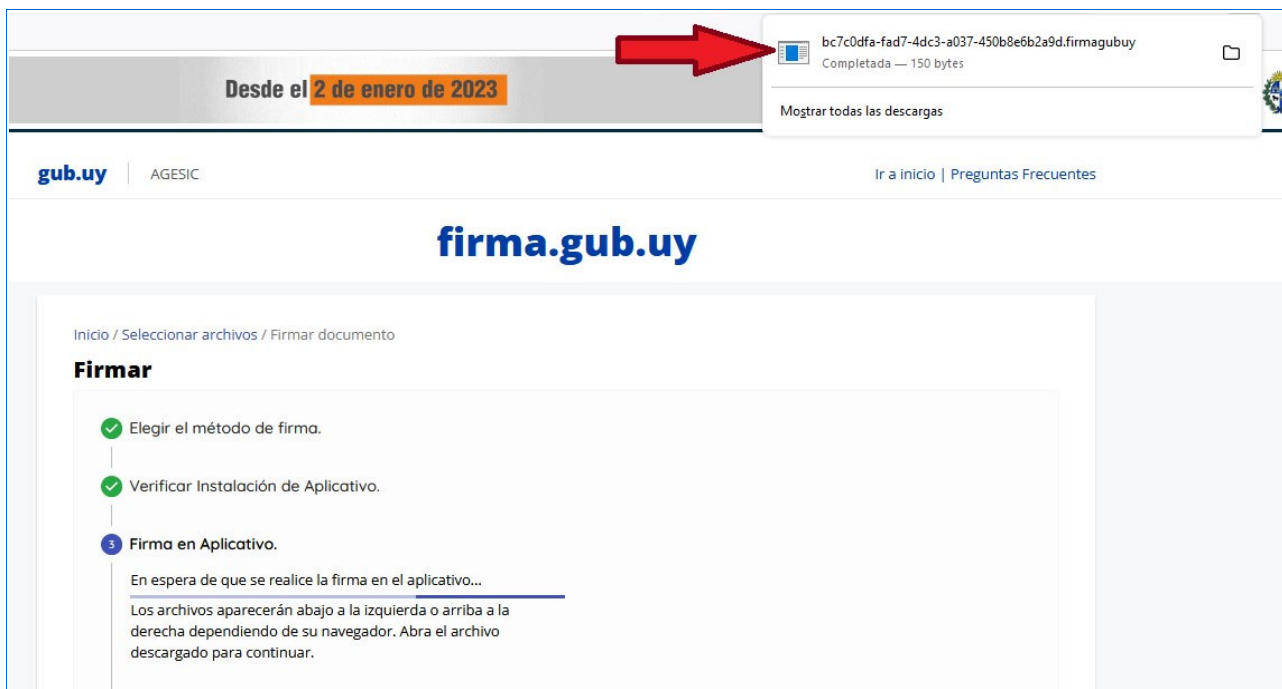 bc7c0dfa-fad7-4dc3-a037-450b8e6b2a9d.firmagubuy
Completada — 150 bytes
Mostrar todas las descargas
Desde el 2 de enero de 2023
gub.uy
AGESIC
Ir a inicio | Preguntas Frecuentes
firma.gub.uy
Inicio / Seleccionar archivos / Firmar documento
Firmar
Elegir el método de firma.
Verificar Instalación de Aplicativo.
3 Firma en Aplicativo.
En espera de que se realice la firma en el aplicativo...
Los archivos aparecerán abajo a la izquierda o arriba a la
derecha dependiendo de su navegador. Abra el archivo
descargado para continuar.